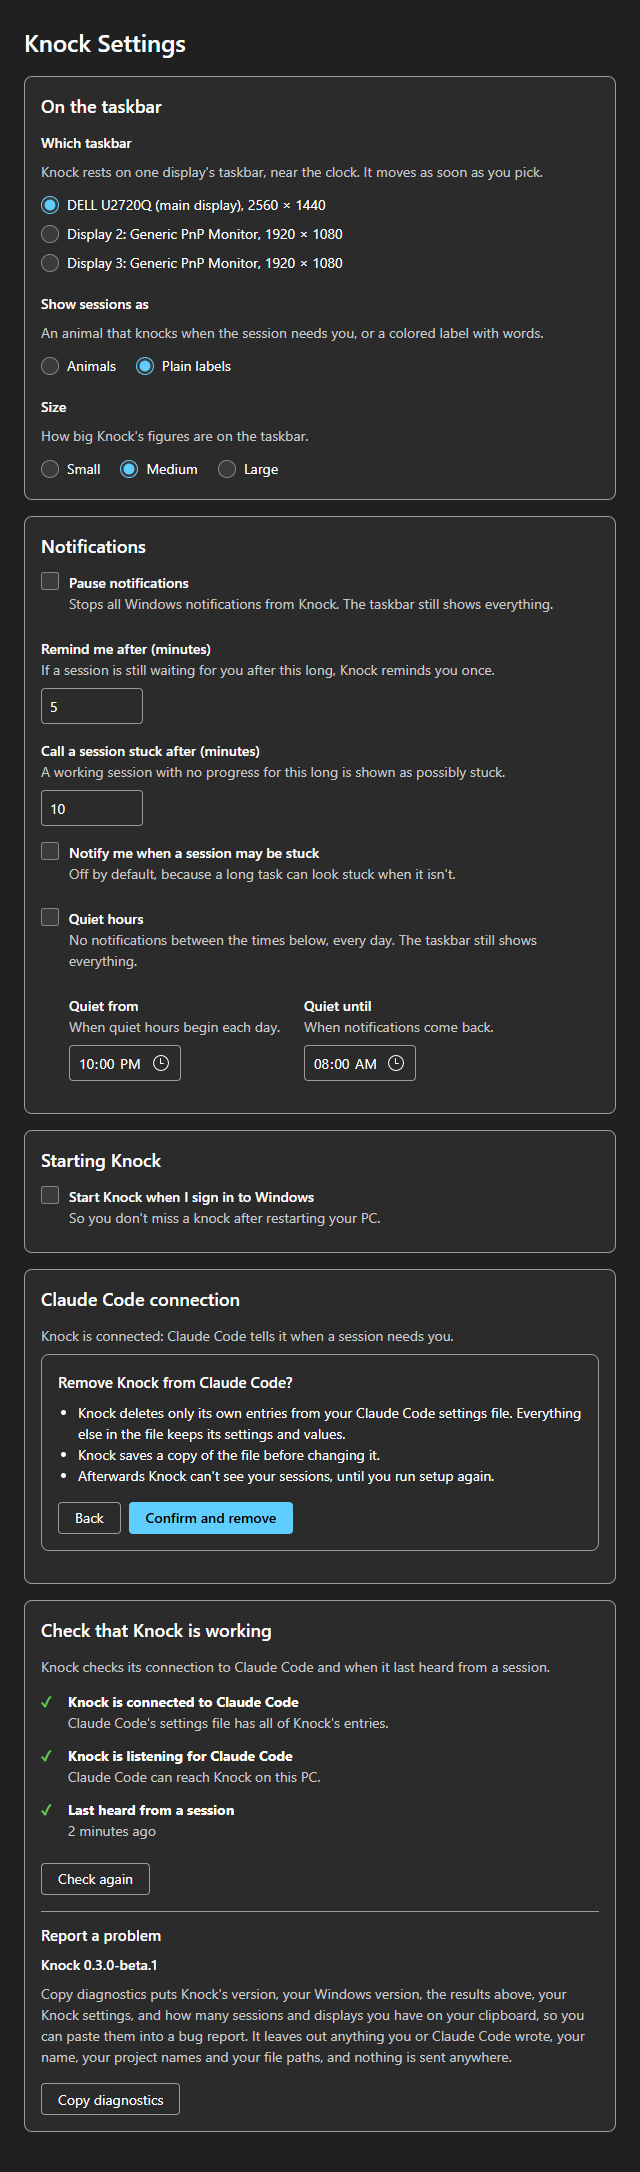 Knock Settings
On the taskbar
Which taskbar
Knock rests on one display's taskbar, near the clock. It moves as soon as you pick.
DELL U2720Q (main display), 2560 × 1440
Display 2: Generic PnP Monitor, 1920 × 1080
Display 3: Generic PnP Monitor, 1920 × 1080
Show sessions as
An animal that knocks when the session needs you, or a colored label with words.
Animals Plain labels
Size
How big Knock's figures are on the taskbar.
Small Medium Large
Notifications
Pause notifications
Stops all Windows notifications from Knock. The taskbar still shows everything.
Remind me after (minutes)
If a session is still waiting for you after this long, Knock reminds you once.
5
Call a session stuck after (minutes)
A working session with no progress for this long is shown as possibly stuck.
10
Notify me when a session may be stuck
Off by default, because a long task can look stuck when it isn't.
Quiet hours
No notifications between the times below, every day. The taskbar still shows
everything.
Quiet from Quiet until
When quiet hours begin each day. When notifications come back.
10:00 PM 08:00 AM
Starting Knock
Start Knock when I sign in to Windows
So you don't miss a knock after restarting your PC.
Claude Code connection
Knock is connected: Claude Code tells it when a session needs you.
Remove Knock from Claude Code?
• Knock deletes only its own entries from your Claude Code settings file. Everything
else in the file keeps its settings and values.
• Knock saves a copy of the file before changing it.
• Afterwards Knock can't see your sessions, until you run setup again.
Back Confirm and remove
Check that Knock is working
Knock checks its connection to Claude Code and when it last heard from a session.
✓ Knock is connected to Claude Code
Claude Code's settings file has all of Knock's entries.
✓ Knock is listening for Claude Code
Claude Code can reach Knock on this PC.
✓ Last heard from a session
2 minutes ago
Check again
Report a problem
Knock 0.3.0-beta.1
Copy diagnostics puts Knock's version, your Windows version, the results above, your
Knock settings, and how many sessions and displays you have on your clipboard, so you
can paste them into a bug report. It leaves out anything you or Claude Code wrote, your
name, your project names and your file paths, and nothing is sent anywhere.
Copy diagnostics